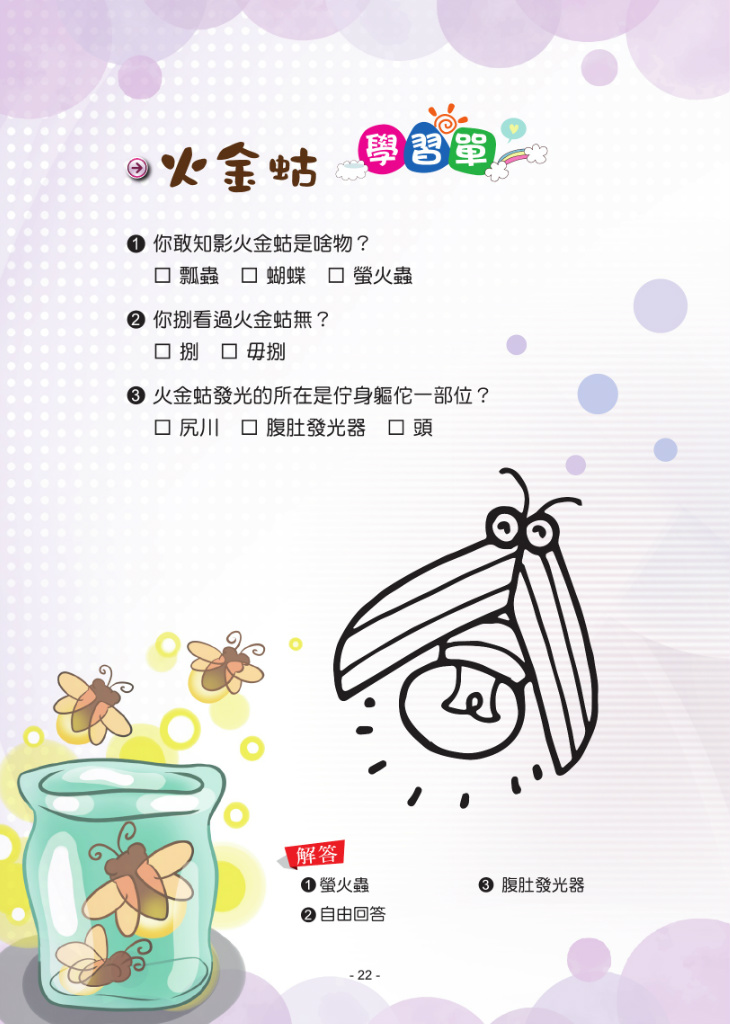 火金蛄 學習單
❶ 你敢知影火金蛄是啥物？
□ 瓢蟲 □ 蝴蝶 □ 螢火蟲
❷ 你捌看過火金蛄無？
□ 捌 □ 毋捌
❸ 火金蛄發光的所在是佇身軀佗一部位？
□ 尻川 □ 腹肚發光器 □ 頭
解答
❶ 螢火蟲 ❸ 腹肚發光器
❷ 自由回答
- 22 -